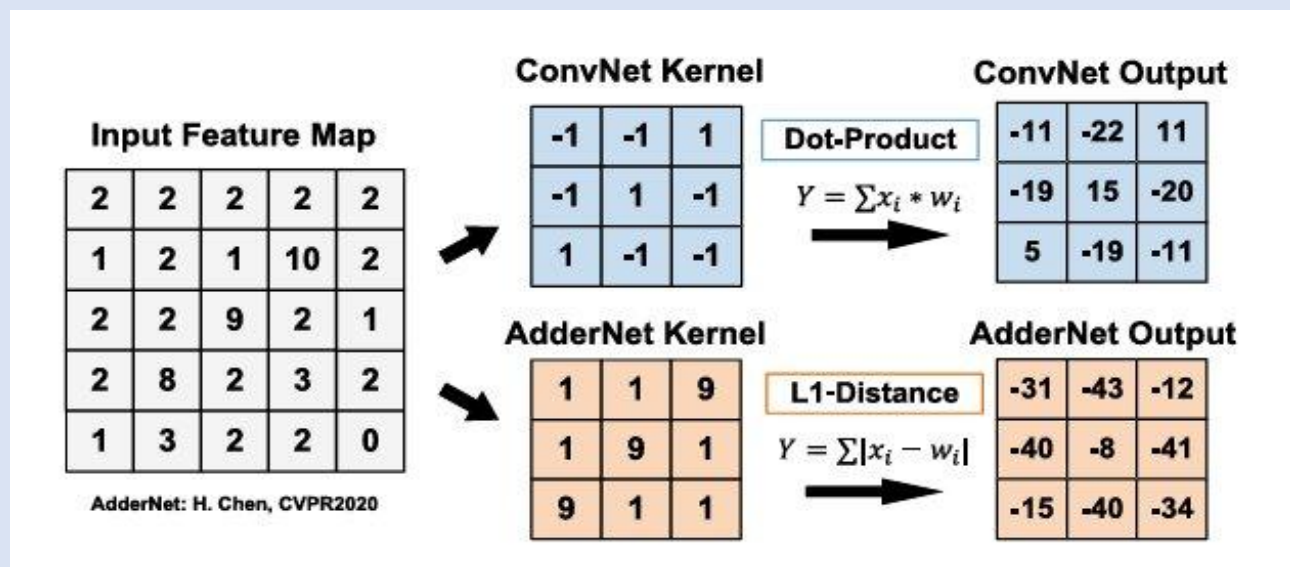 Input Feature Map
2 2 2 2 2
1 2 1 10 2
2 2 9 2 1
2 8 2 3 2
1 3 2 2 0
AdderNet: H. Chen, CVPR2020
ConvNet Kernel
-1 -1 1
-1 1 -1
1 -1 -1
Dot-Product
Y = ∑x_i * w_i
ConvNet Output
-11 -22 11
-19 15 -20
5 -19 -11
AdderNet Kernel
1 1 9
1 9 1
9 1 1
L1-Distance
Y = ∑|x_i − w_i|
AdderNet Output
-31 -43 -12
-40 -8 -41
-15 -40 -34